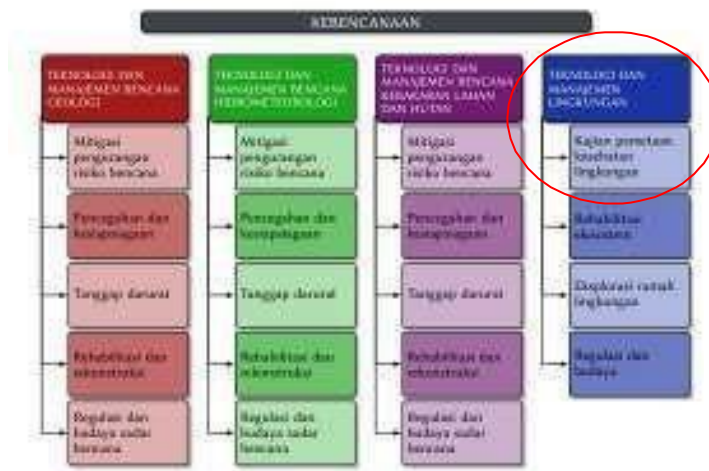 KEBENCANAAN
TEKNOLOGI DAN
MANAJEMEN BENCANA
GEOLOGI
Mitigasi
pengurangan
risiko bencana
Pencegahan dan
kesiapsiagaan
Tanggap darurat
Rehabilitasi dan
rekonstruksi
Regulasi dan
budaya sadar
bencana
TEKNOLOGI DAN
MANAJEMEN BENCANA
HIDROMETEOROLOGI
Mitigasi
pengurangan
risiko bencana
Pencegahan dan
kesiapsiagaan
Tanggap darurat
Rehabilitasi dan
rekonstruksi
Regulasi dan
budaya sadar
bencana
TEKNOLOGI DAN
MANAJEMEN BENCANA
KEBAKARAN LAHAN
DAN HUTAN
Mitigasi
pengurangan
risiko bencana
Pencegahan dan
kesiapsiagaan
Tanggap darurat
Rehabilitasi dan
rekonstruksi
Regulasi dan
budaya sadar
bencana
TEKNOLOGI DAN
MANAJEMEN
LINGKUNGAN
Kajian pemetaan
kesehatan
lingkungan
Rehabilitasi
ekosistem
Eksplorasi ramah
lingkungan
Regulasi dan
budaya